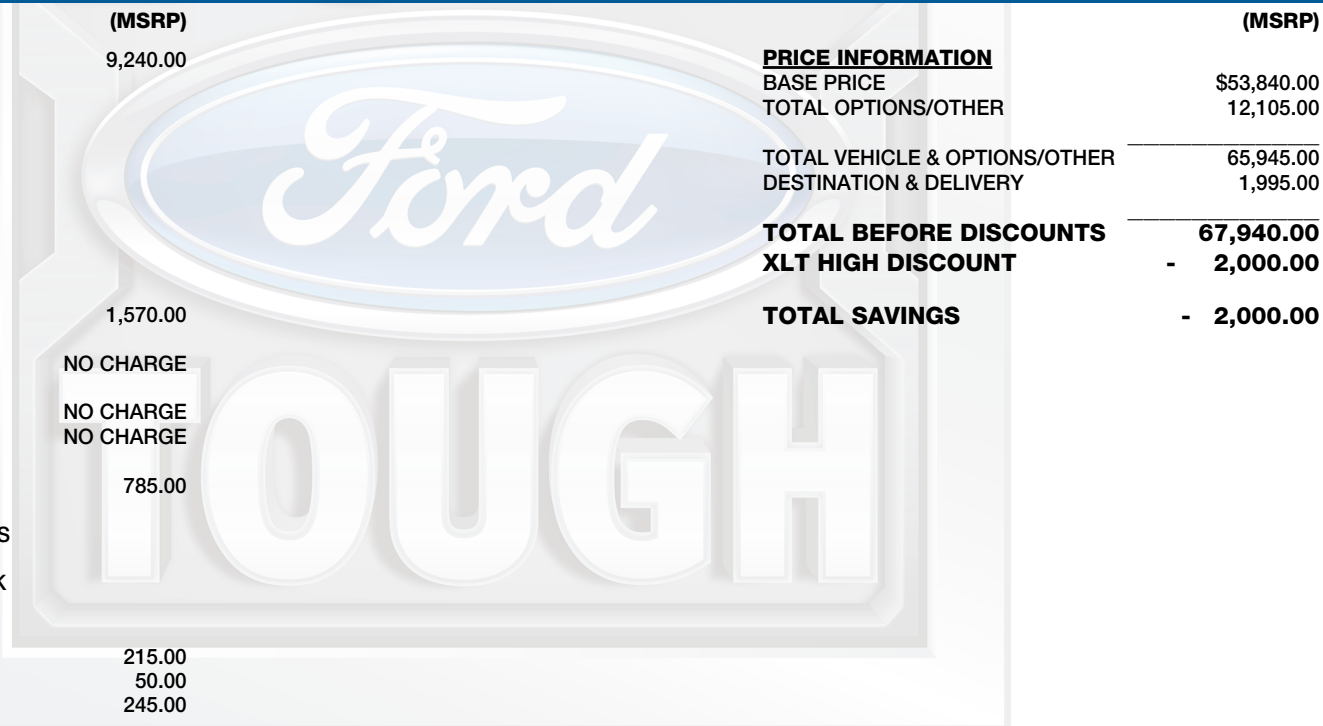 (MSRP)
9,240.00
1,570.00
NO CHARGE
NO CHARGE
NO CHARGE
785.00
S
K
215.00
50.00
245.00
Ford
TOUGH
(MSRP)
PRICE INFORMATION
BASE PRICE $53,840.00
TOTAL OPTIONS/OTHER 12,105.00
TOTAL VEHICLE & OPTIONS/OTHER 65,945.00
DESTINATION & DELIVERY 1,995.00
TOTAL BEFORE DISCOUNTS 67,940.00
XLT HIGH DISCOUNT - 2,000.00
TOTAL SAVINGS - 2,000.00